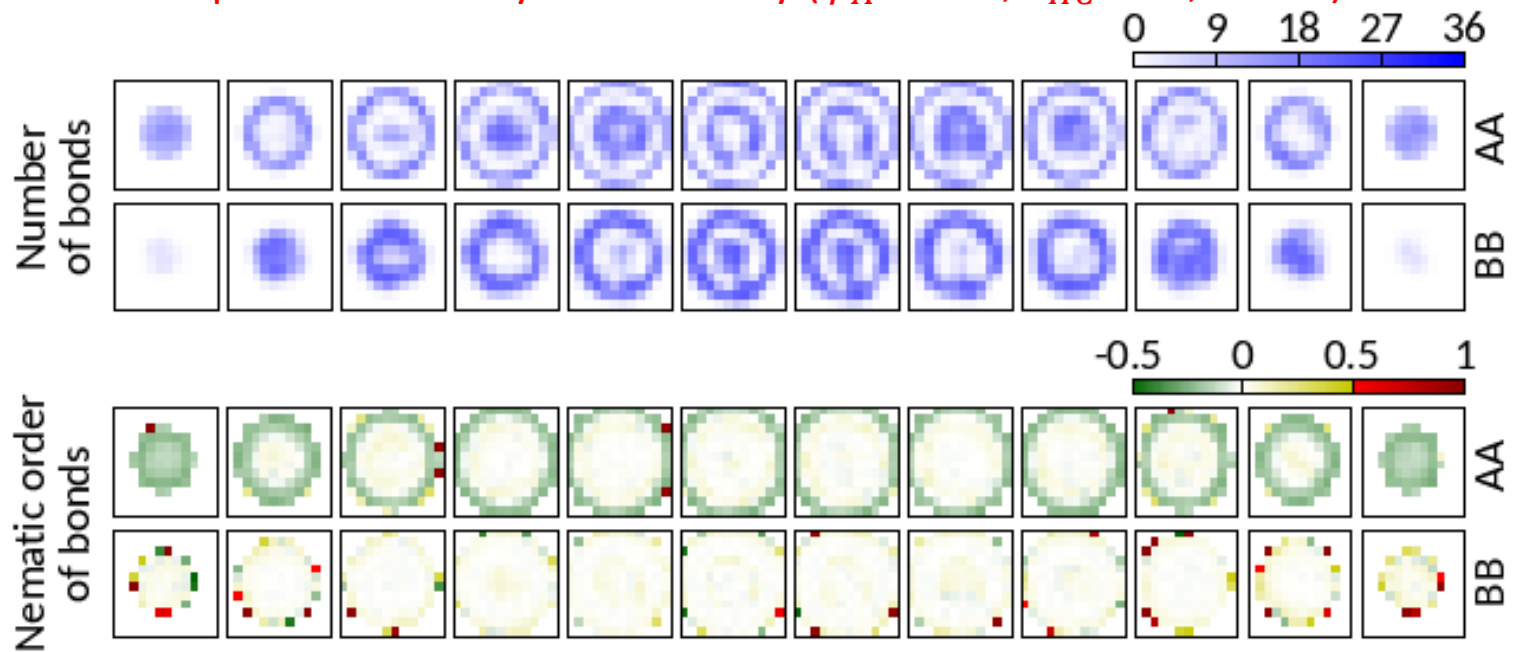 0 9 18 27 36
Number
of bonds
AA
BB
-0.5 0 0.5 1
Nematic order
of bonds
AA
BB